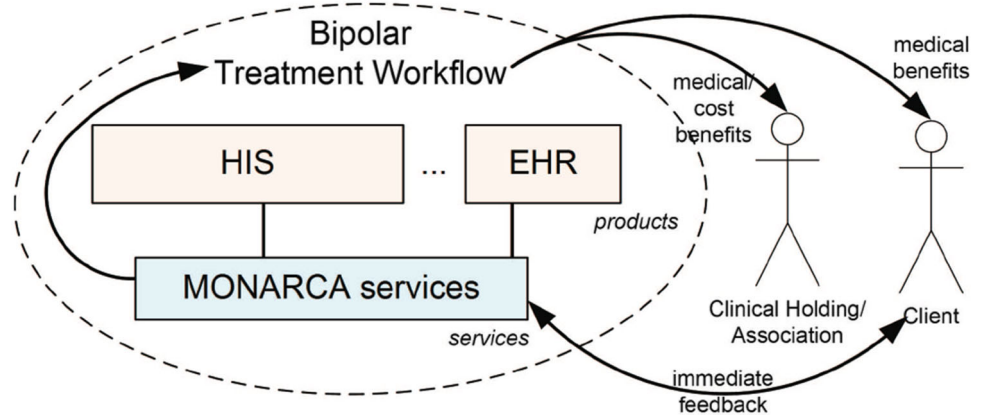 Bipolar
Treatment Workflow
medical
benefits
medical/
cost
benefits
HIS
...
EHR
products
MONARCA services
services
Clinical Holding/
Association
Client
immediate
feedback